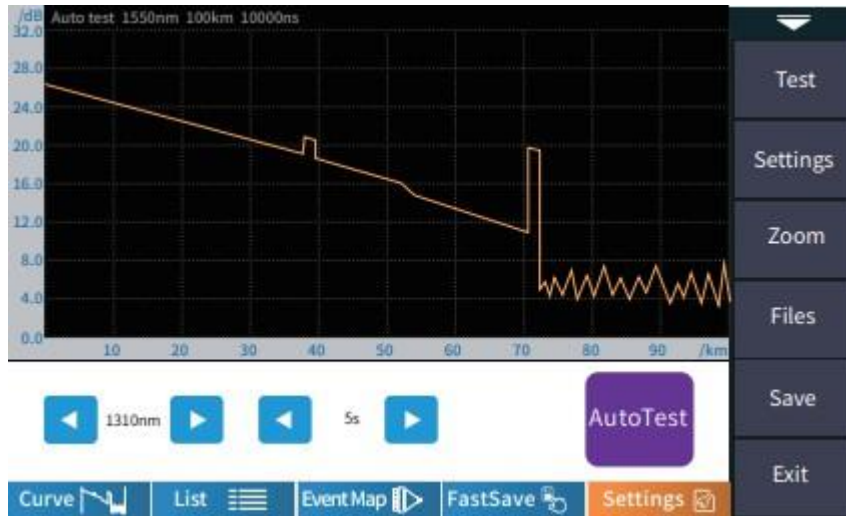 /dB Auto test 1550nm 100km 10000ns
32.0
28.0
24.0
20.0
16.0
12.0
8.0
4.0
0.0
10 20 30 40 50 60 70 80 90 /km
1310nm 5s AutoTest
Curve List Event Map FastSave Settings
Test
Settings
Zoom
Files
Save
Exit